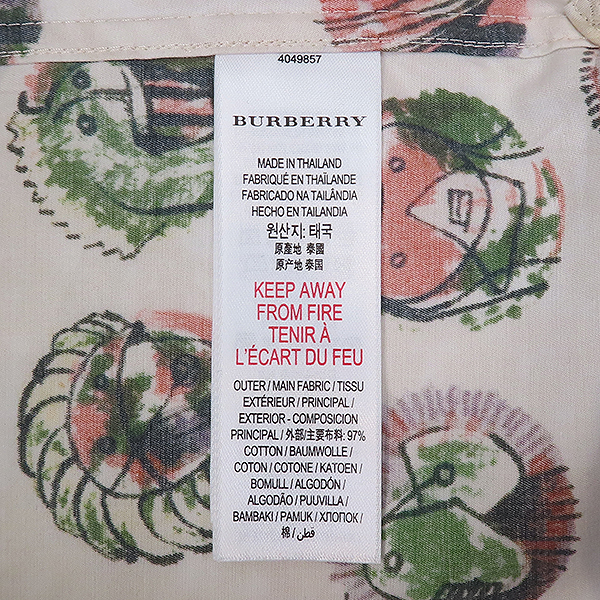 4049857
BURBERRY
MADE IN THAILAND
FABRIQUÉ EN THAÏLANDE
FABRICADO NA TAILÂNDIA
HECHO EN TAILANDIA
원산지: 태국
原產地 泰國
原产地 泰国
KEEP AWAY
FROM FIRE
TENIR À
L'ÉCART DU FEU
OUTER / MAIN FABRIC / TISSU
EXTÉRIEUR / PRINCIPAL /
EXTERIOR - COMPOSICION
PRINCIPAL / 外部/主要布料: 97%
COTTON / BAUMWOLLE /
COTON / COTONE / KATOEN /
BOMULL / ALGODÓN /
ALGODÃO / PUUVILLA /
BAMBAKI / PAMUK / ХЛОПОК /
棉 / قطن /